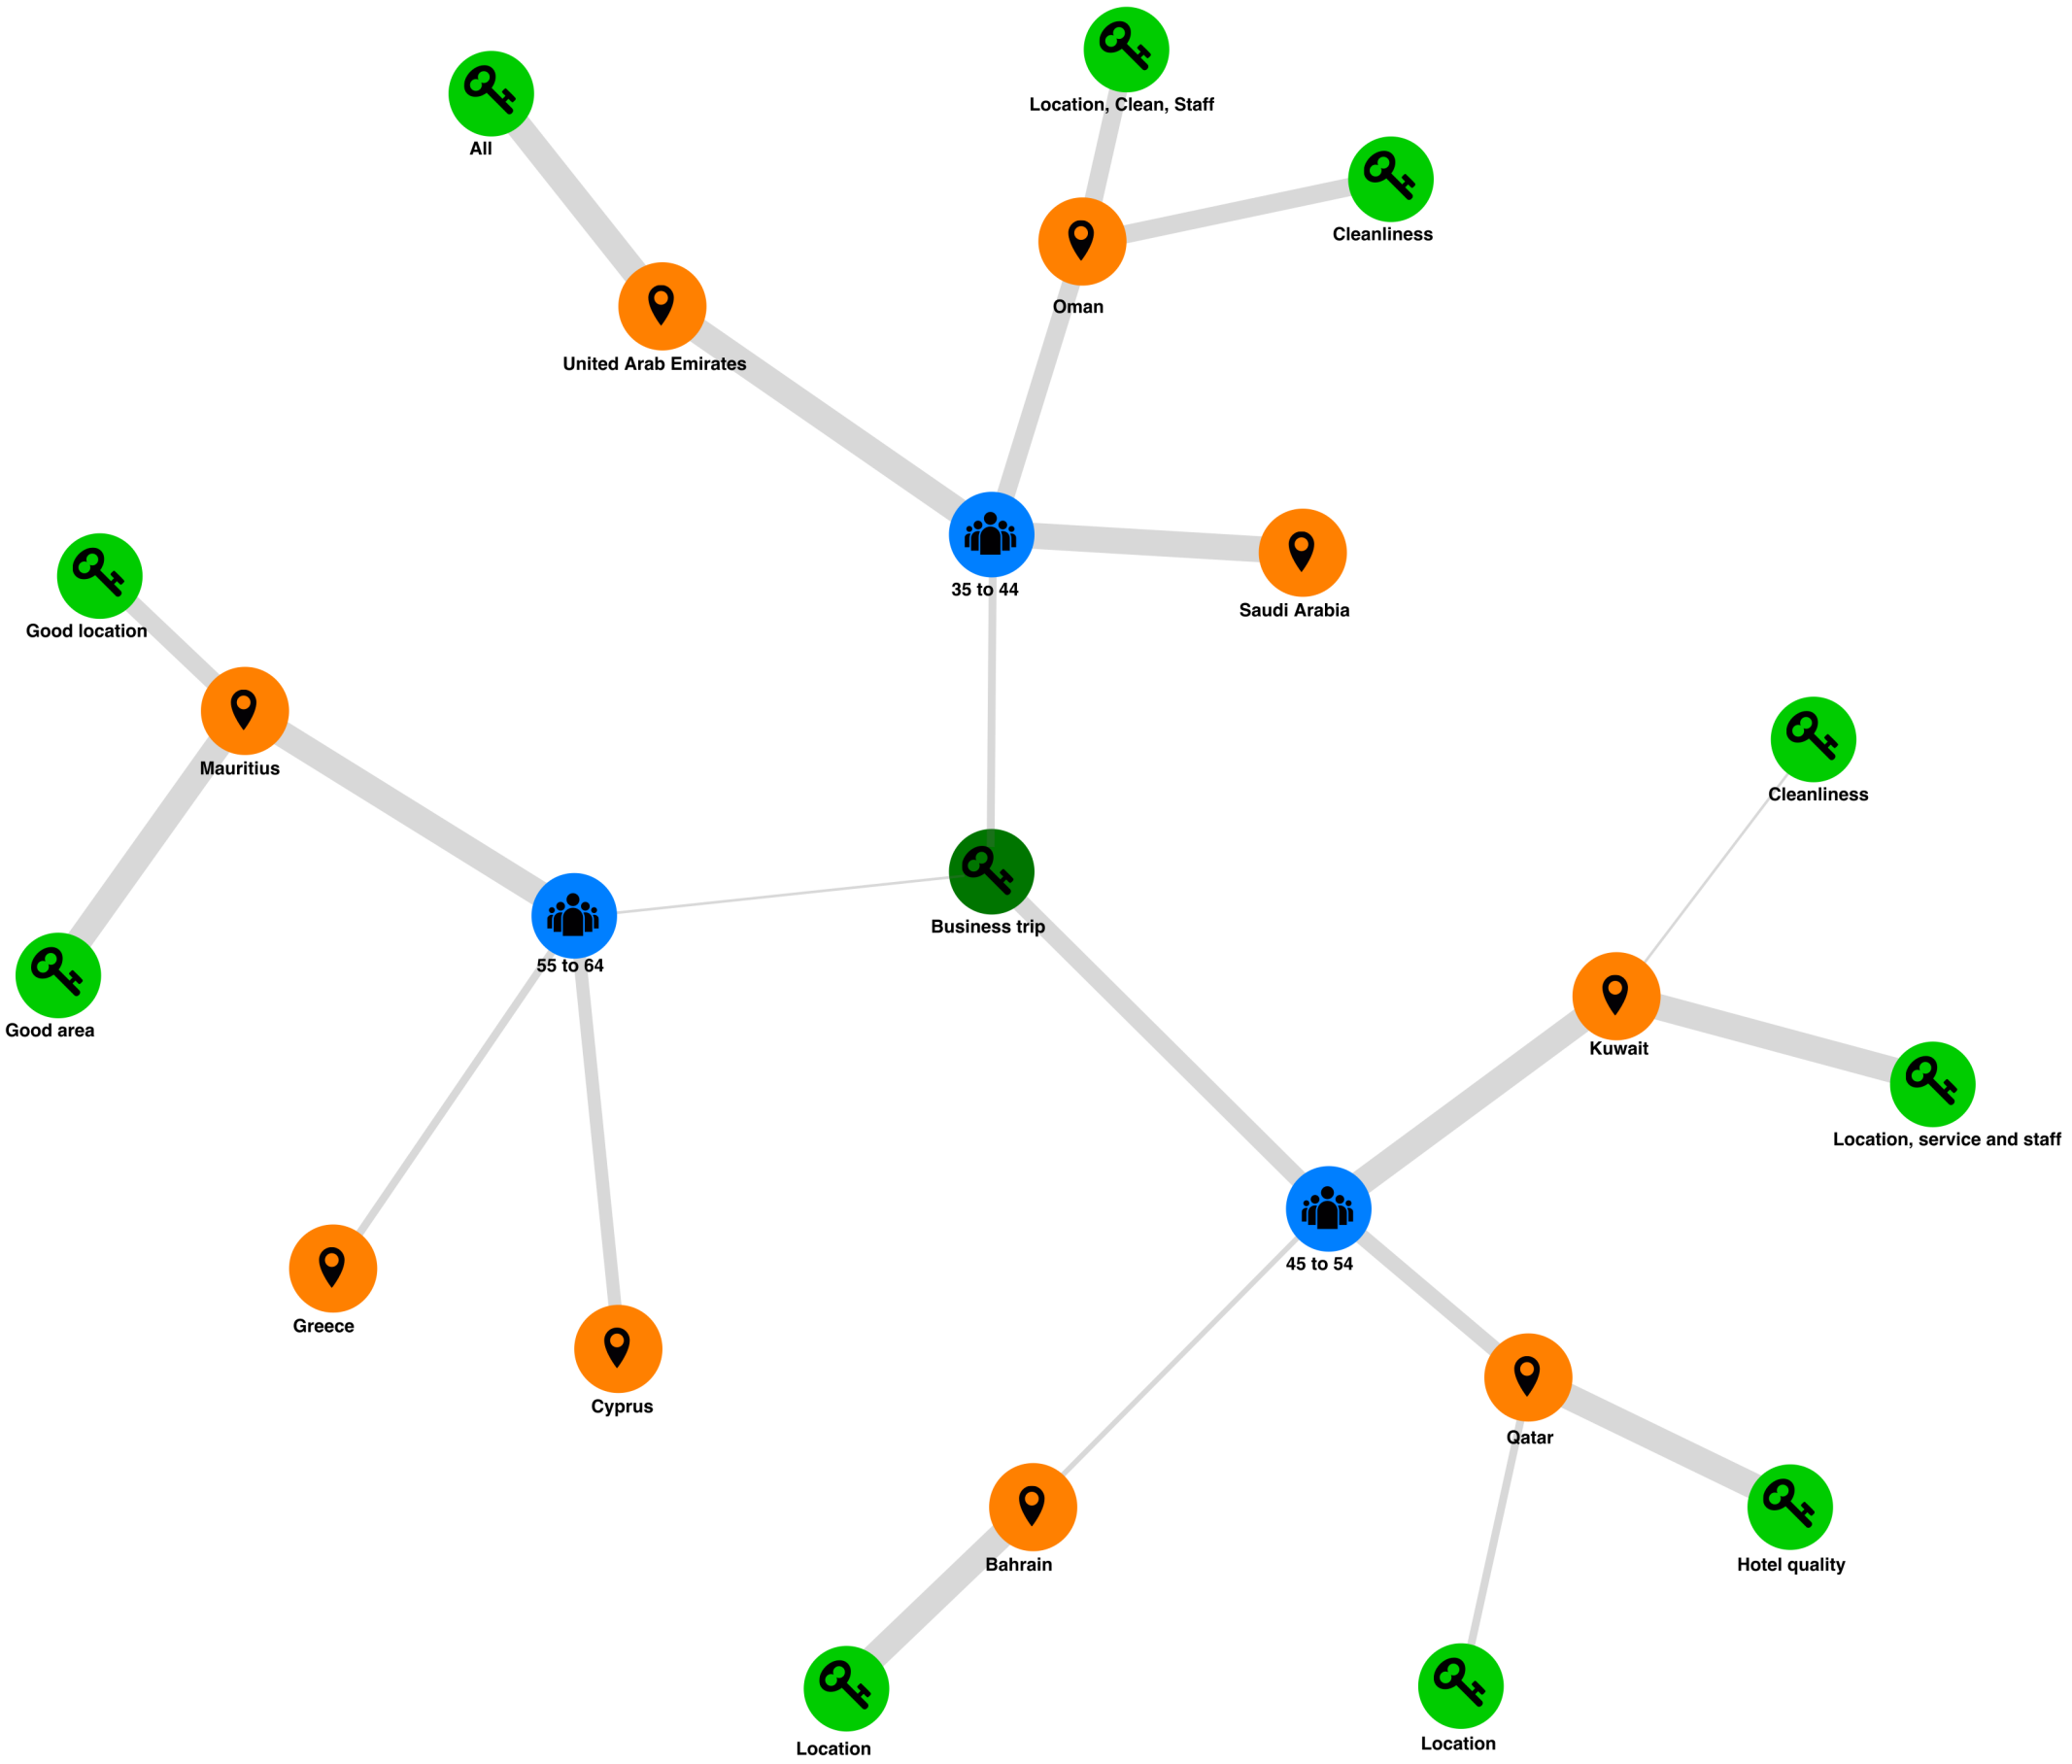 Location, Clean, Staff
All
Cleanliness
Oman
United Arab Emirates
35 to 44
Saudi Arabia
Good location
Mauritius
Cleanliness
Business trip
55 to 64
Good area
Kuwait
Location, service and staff
45 to 54
Greece
Cyprus
Qatar
Bahrain
Hotel quality
Location
Location